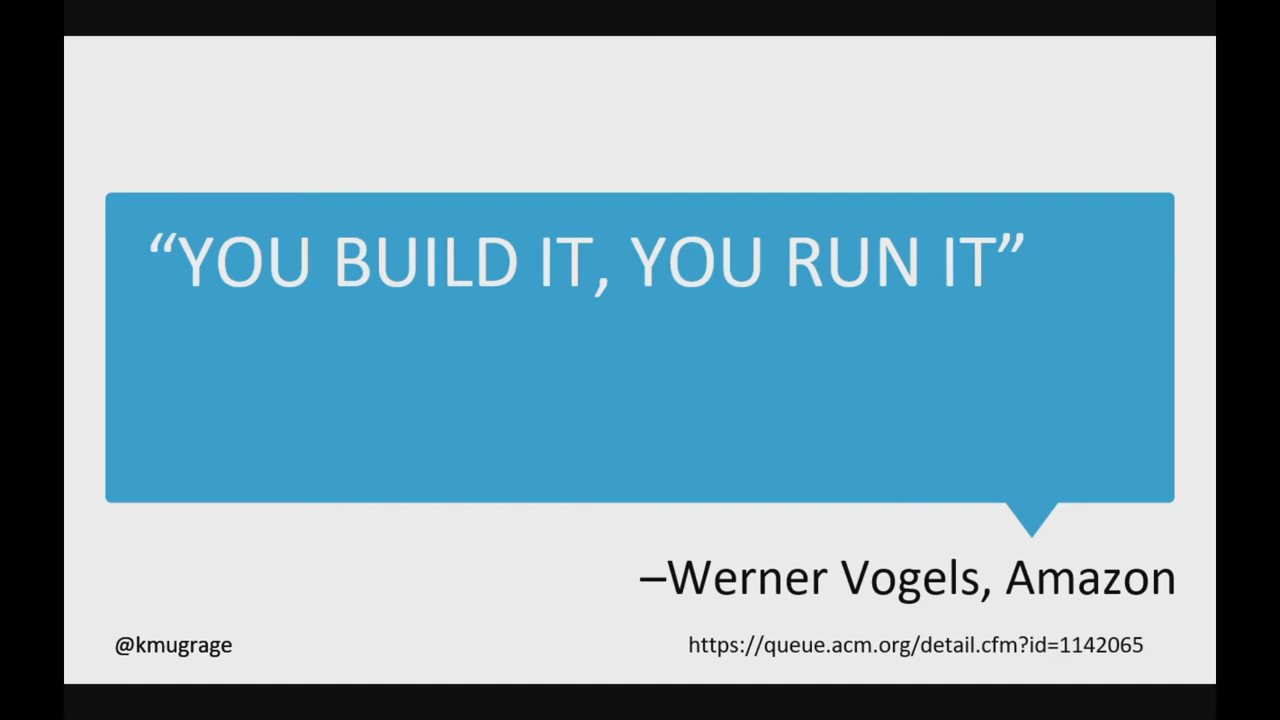 “YOU BUILD IT, YOU RUN IT”
–Werner Vogels, Amazon
@kmugrage
https://queue.acm.org/detail.cfm?id=1142065